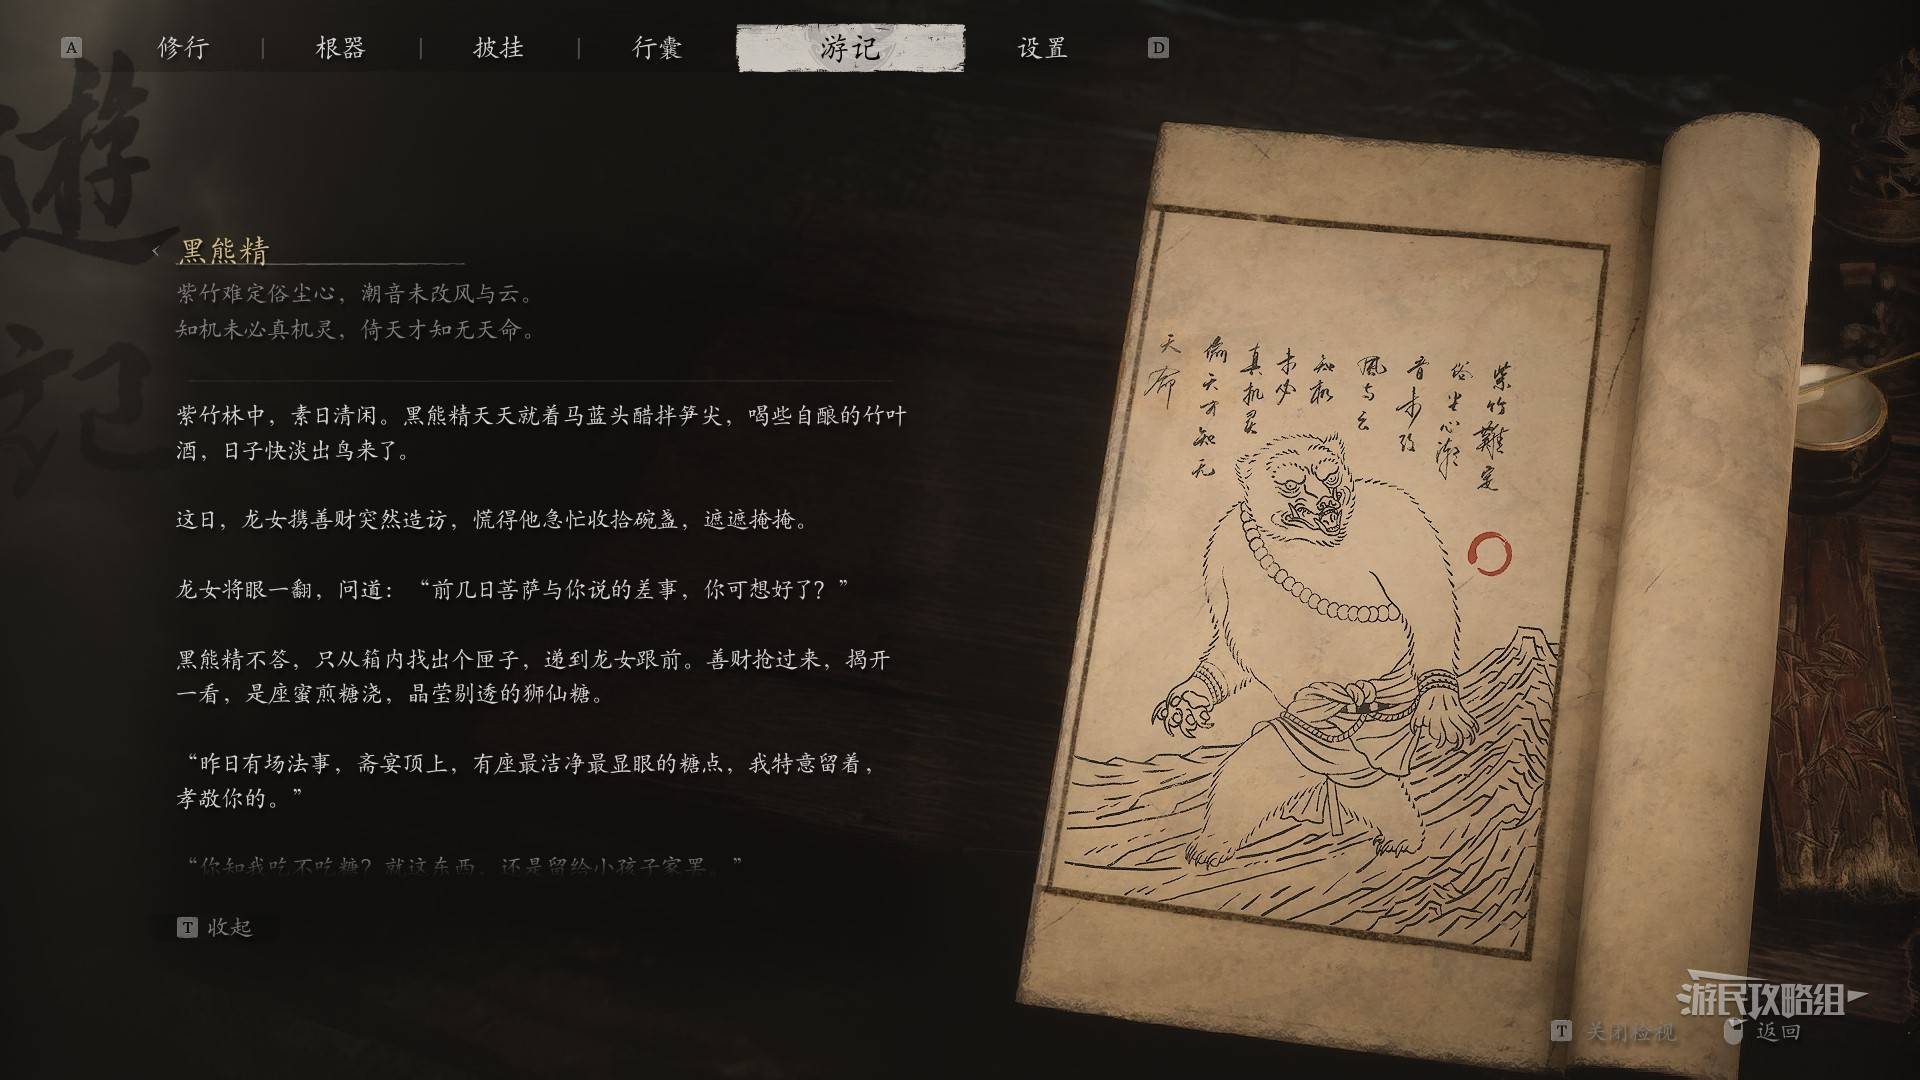 A 修行 | 根器 | 披挂 | 行囊 游记 设置 D
遊記
黑熊精
紫竹难定俗尘心，潮音未改风与云。
知机未必真机灵，倚天才知无天命。
紫竹林中，素日清闲。黑熊精天天就着马蓝头醋拌笋尖，喝些自酿的竹叶
酒，日子快淡出鸟来了。
这日，龙女携善财突然造访，慌得他急忙收拾碗盏，遮遮掩掩。
龙女将眼一翻，问道：“前几日菩萨与你说的差事，你可想好了？”
黑熊精不答，只从箱内找出个匣子，递到龙女跟前。善财抢过来，揭开
一看，是座蜜煎糖浇，晶莹剔透的狮仙糖。
“昨日有场法事，斋宴顶上，有座最洁净最显眼的糖点，我特意留着，
孝敬你的。”
“你知我吃不吃糖？就这东西，还是留给小孩子家罢。”
T 收起
紫竹難定
俗尘心潮
音未改
風与云
知机
未必
真机灵
倚天才知无
天命
游民攻略组
T 关闭检视 返回